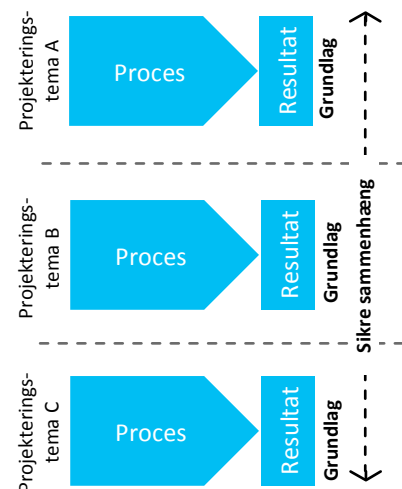 Projekterings-
tema A
Proces
Resultat
Grundlag
Projekterings-
tema B
Proces
Resultat
Grundlag
Sikre sammenhæng
Projekterings-
tema C
Proces
Resultat
Grundlag